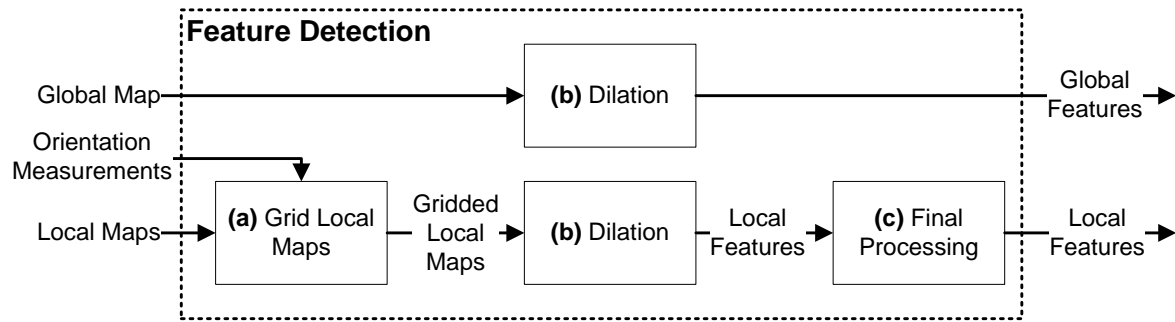 Feature Detection
Global Map
(b) Dilation
Global
Features
Orientation
Measurements
Local Maps
(a) Grid Local
Maps
Gridded
Local
Maps
(b) Dilation
Local
Features
(c) Final
Processing
Local
Features